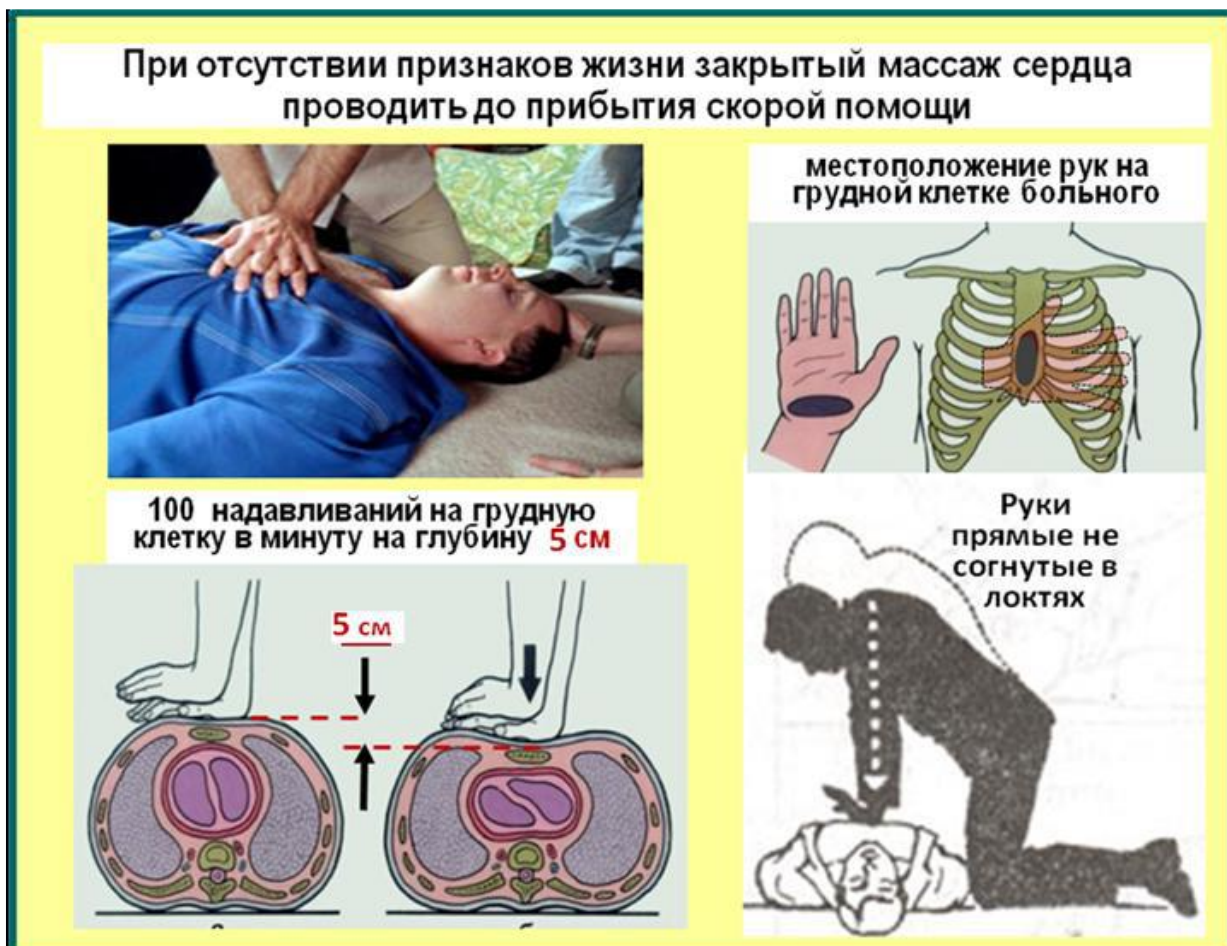 При отсутствии признаков жизни закрытый массаж сердца
проводить до прибытия скорой помощи
местоположение рук на
грудной клетке больного
100 надавливаний на грудную
клетку в минуту на глубину 5 см
5 см
Руки
прямые не
согнутые в
локтях